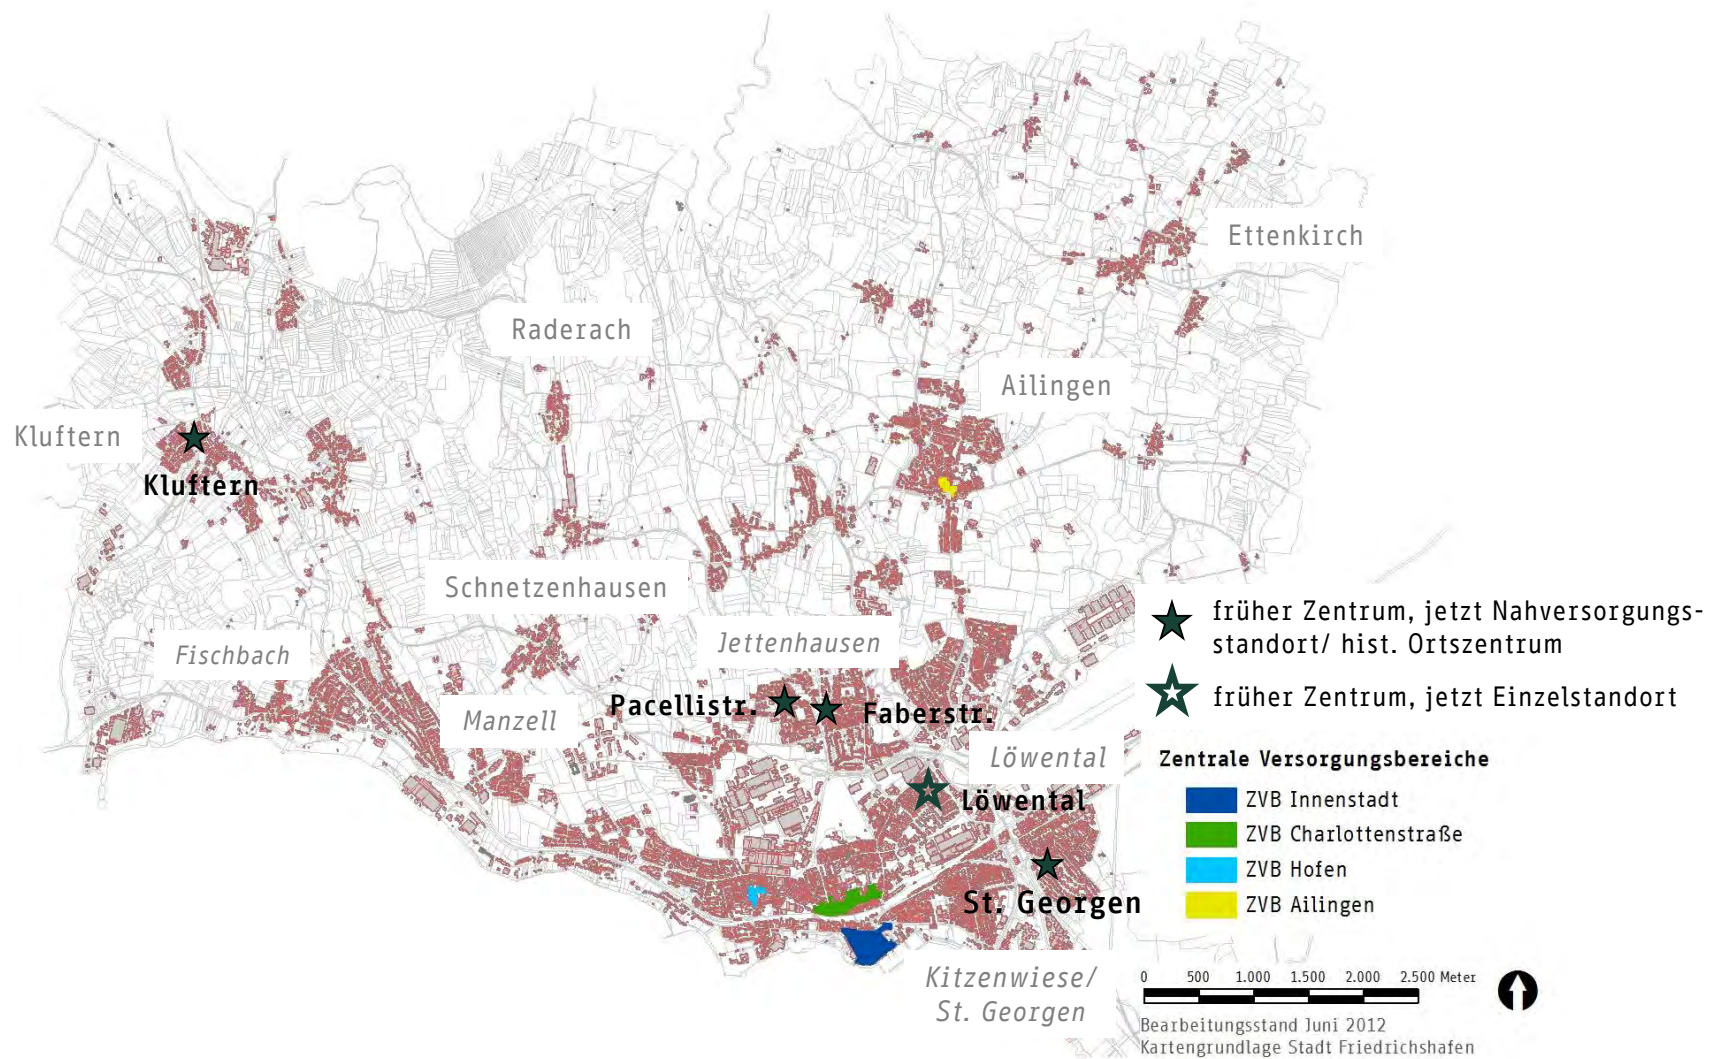 Ettenkirch
Raderach
Ailingen
Kluftern
Kluftern
Schnetzenhausen
früher Zentrum, jetzt Nahversorgungs-
standort/ hist. Ortszentrum
Jettenhausen
Fischbach
früher Zentrum, jetzt Einzelstandort
Pacellistr.
Faberstr.
Manzell
Löwental
Löwental
Zentrale Versorgungsbereiche
ZVB Innenstadt
ZVB Charlottenstraße
ZVB Hofen
ZVB Ailingen
St. Georgen
Kitzenwiese/
St. Georgen
0 500 1.000 1.500 2.000 2.500 Meter
Bearbeitungsstand Juni 2012
Kartengrundlage Stadt Friedrichshafen